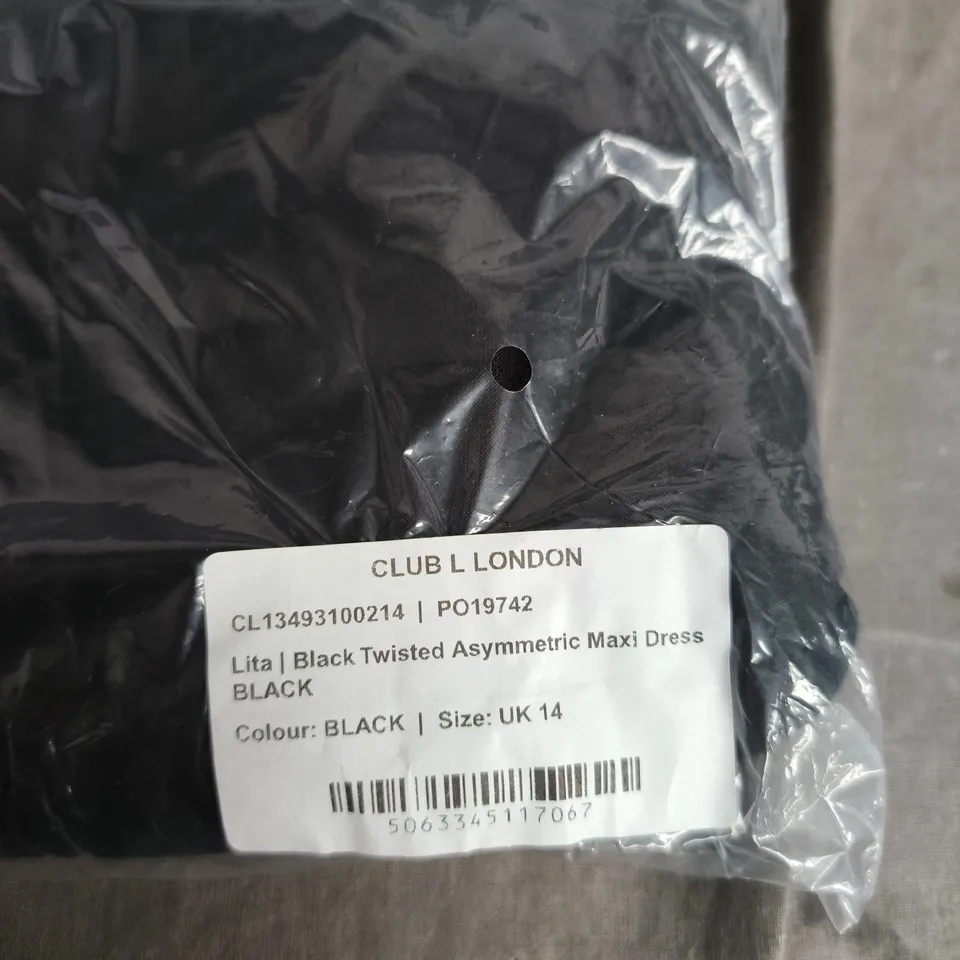 CLUB L LONDON
CL13493100214 | PO19742
Lita | Black Twisted Asymmetric Maxi Dress
BLACK
Colour: BLACK | Size: UK 14
5063345117067